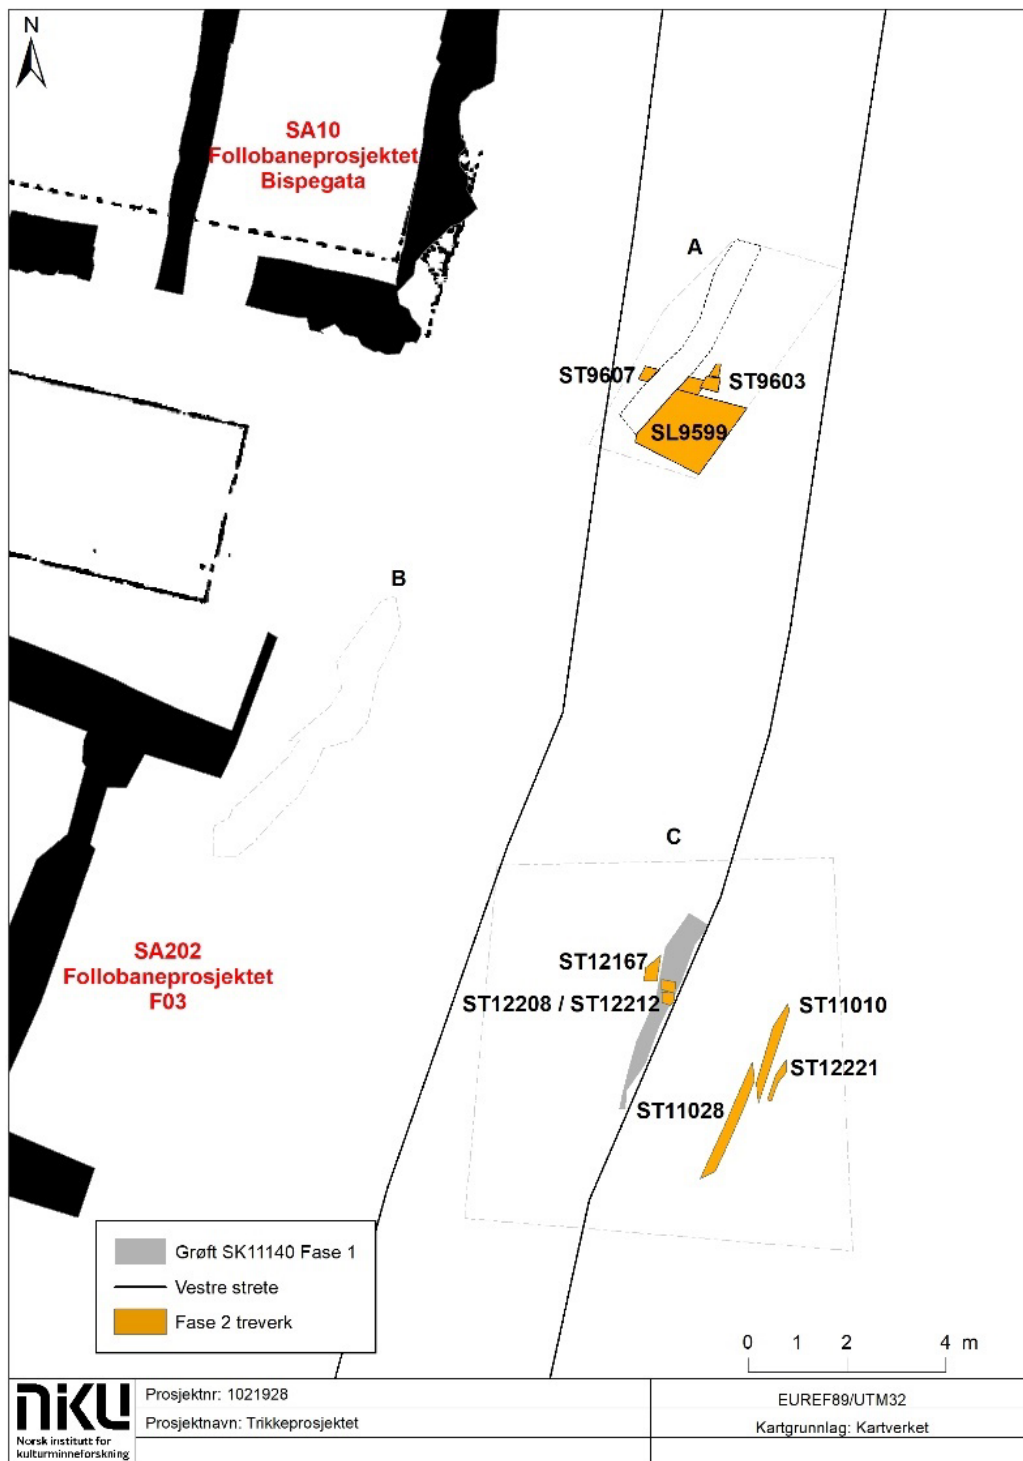 N
SA10
Follobaneprosjektet
Bispegata
A
ST9607
ST9603
SL9599
B
C
SA202
Follobaneprosjektet
F03
ST12167
ST12208 / ST12212
ST11010
ST12221
ST11028
Grøft SK11140 Fase 1
Vestre strete
Fase 2 treverk
0 1 2 4 m
NIKU
Norsk institutt for
kulturminneforskning
Prosjektnr: 1021928
Prosjektnavn: Trikkeprosjektet
EUREF89/UTM32
Kartgrunnlag: Kartverket